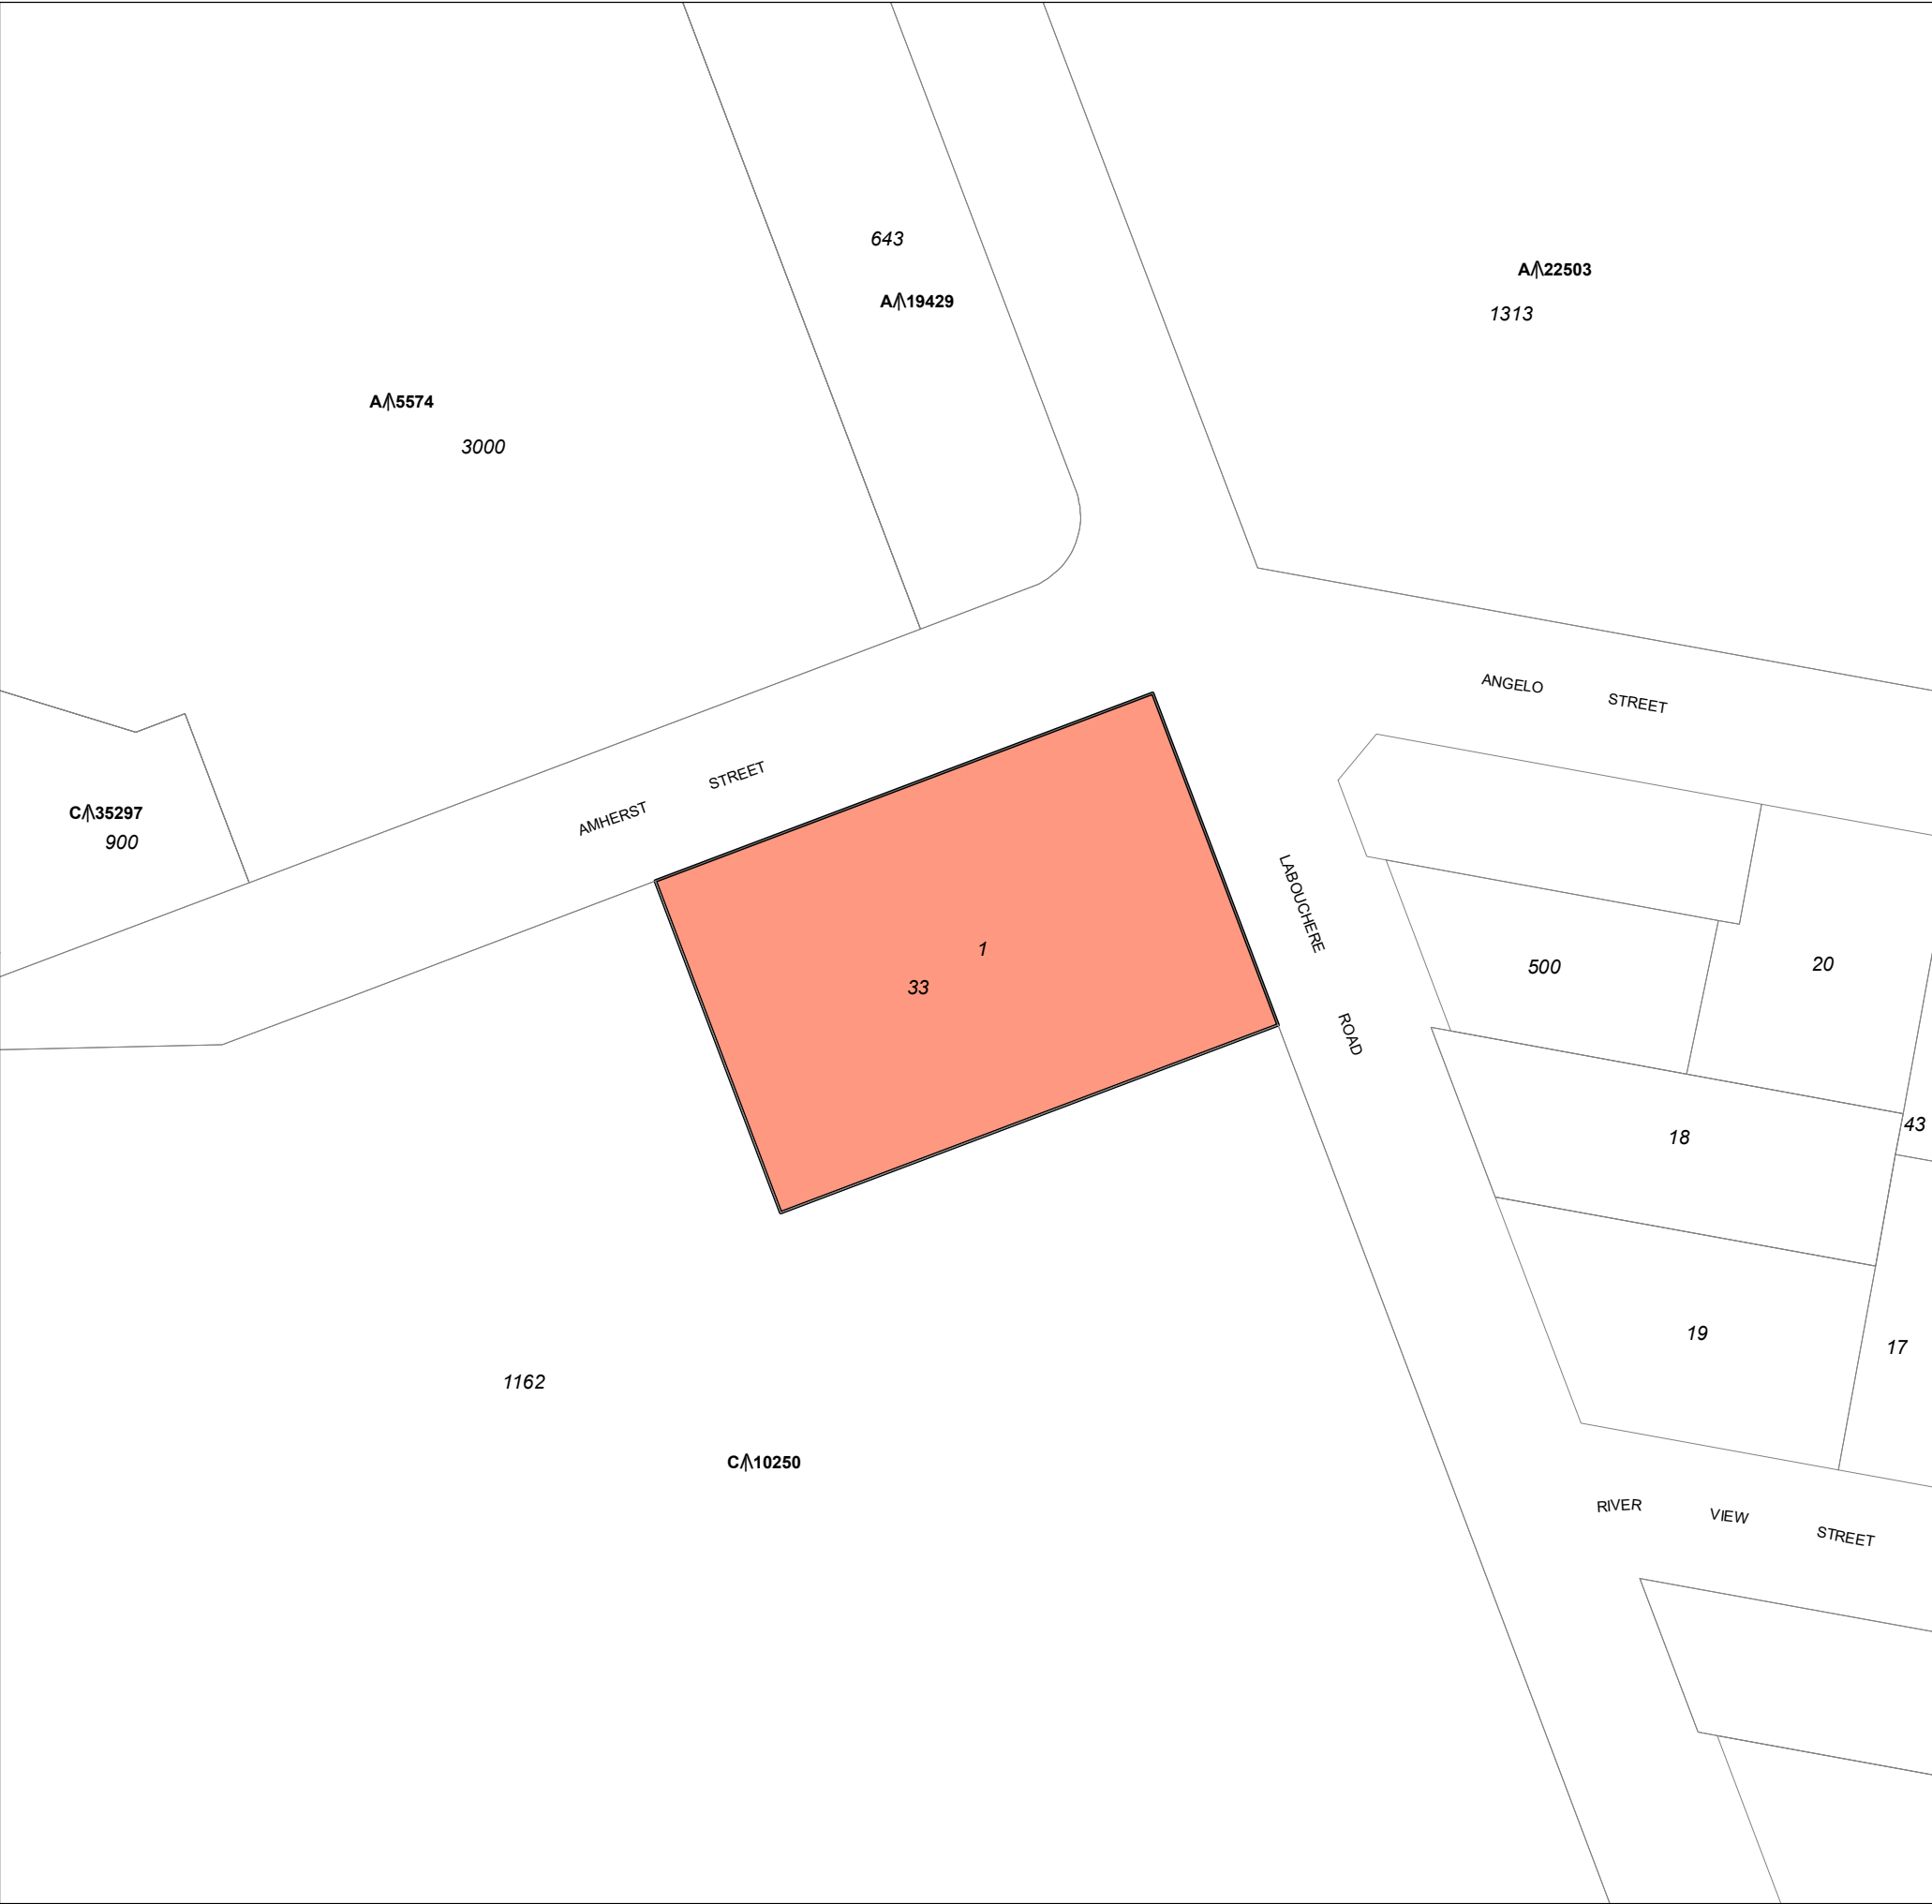 643
A/|\19429
A/|\22503
1313
A/|\5574
3000
ANGELO STREET
AMHERST STREET
C/|\35297
900
LABOUCHERE ROAD
1
33
500
20
43
18
19
17
1162
C/|\10250
RIVER VIEW STREET